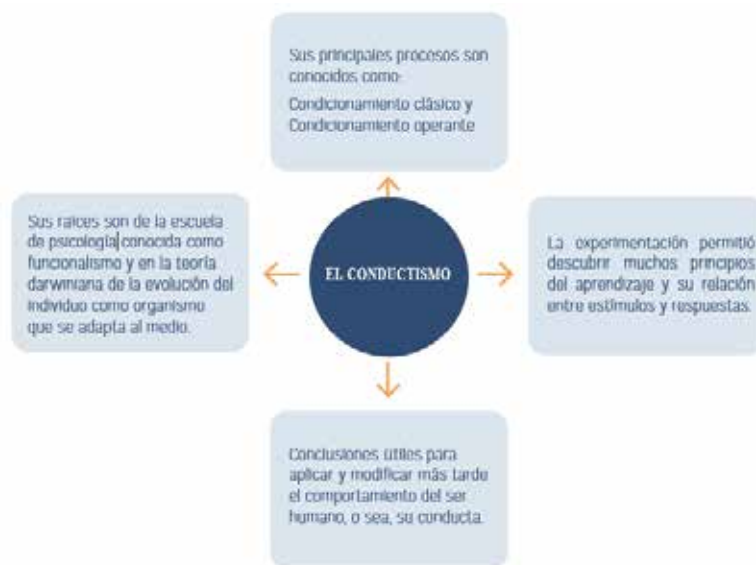 Sus principales procesos son
conocidos como:
Condicionamiento clásico y
Condicionamiento operante
Sus raíces son de la escuela
de psicología conocida como
funcionalismo y en la teoría
darwiniana de la evolución del
individuo como organismo
que se adapta al medio.
EL CONDUCTISMO
La experimentación permitió
descubrir muchos principios
del aprendizaje y su relación
entre estímulos y respuestas.
Conclusiones útiles para
aplicar y modificar más tarde
el comportamiento del ser
humano, o sea, su conducta.